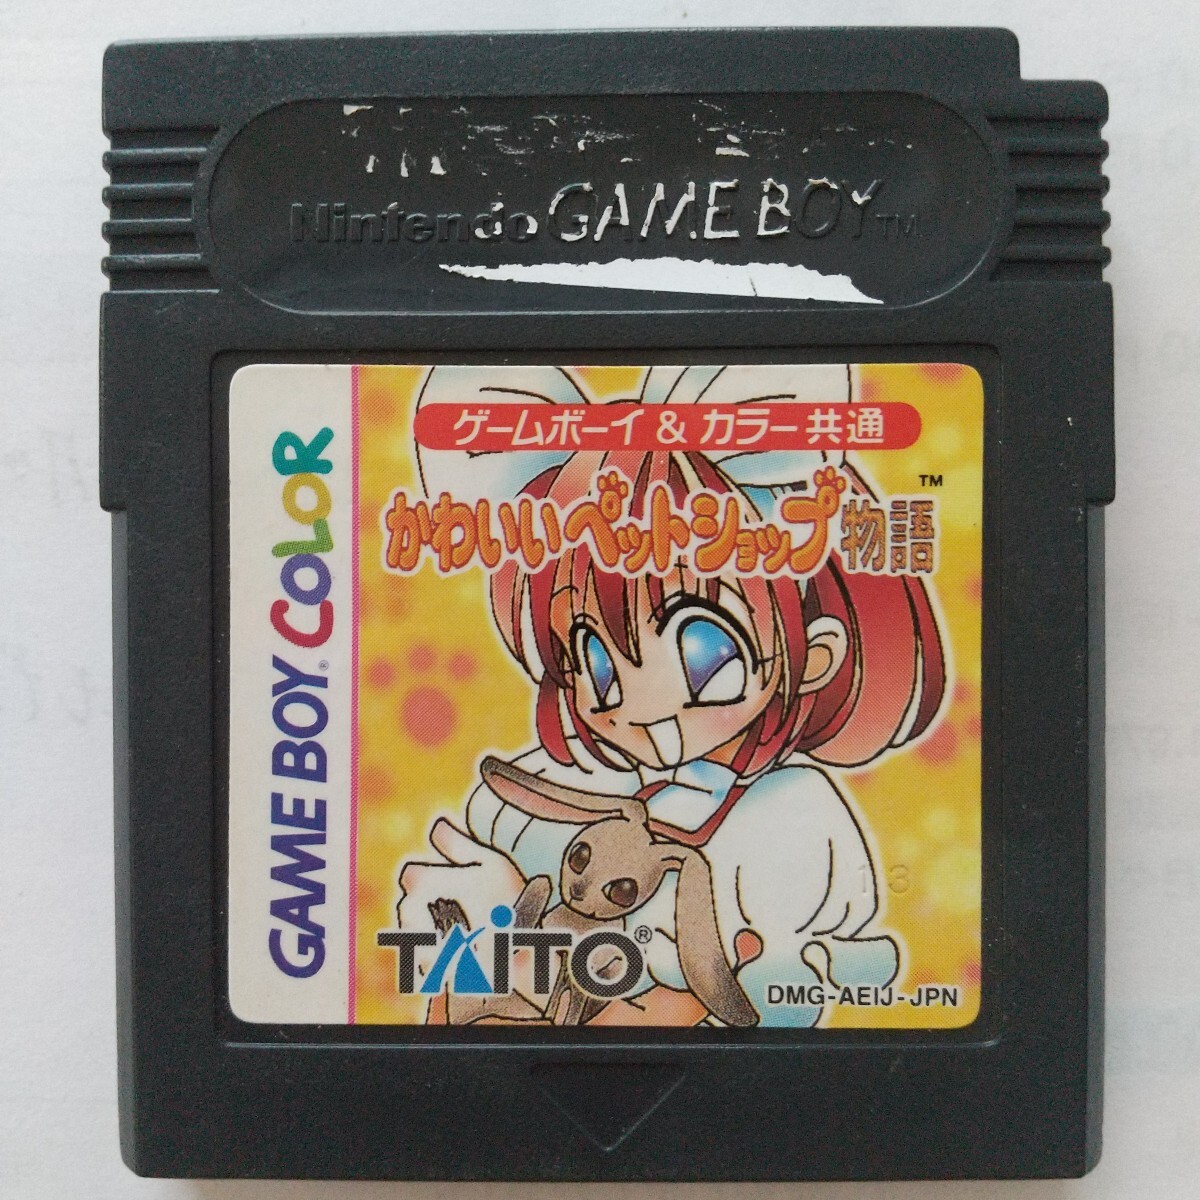 Nintendo GAME BOY™
GAME BOY® COLOR
ゲームボーイ & カラー共通
かわいいペットショップ物語™
13
TAITO®
DMG-AEIJ-JPN